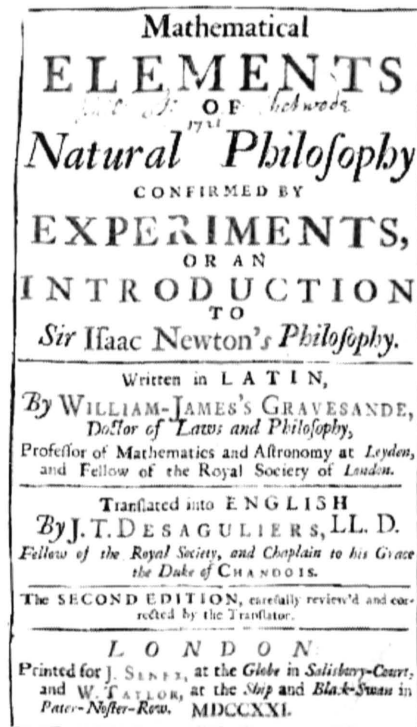 Mathematical
ELEMENTS
OF
1721
Natural Philoſophy
CONFIRMED BY
EXPERIMENTS,
OR AN
INTRODUCTION
TO
Sir Iſaac Newton's Philoſophy.
Written in LATIN,
By WILLIAM-JAMES'S GRAVESANDE,
Doctor of Laws and Philoſophy,
Profeſſor of Mathematics and Aſtronomy at Leyden,
and Fellow of the Royal Society of London.
Tranſlated into ENGLISH
By J. T. DESAGULIERS, LL. D.
Fellow of the Royal Society, and Chaplain to his Grace
the Duke of CHANDOIS.
The SECOND EDITION, carefully review'd and cor-
rected by the Tranſlator.
LONDON
Printed for J. SENEX, at the Globe in Salisbury-Court,
and W. TAYLOR, at the Ship and Black-Swan in
Pater-Noſter-Row. MDCCXXI.